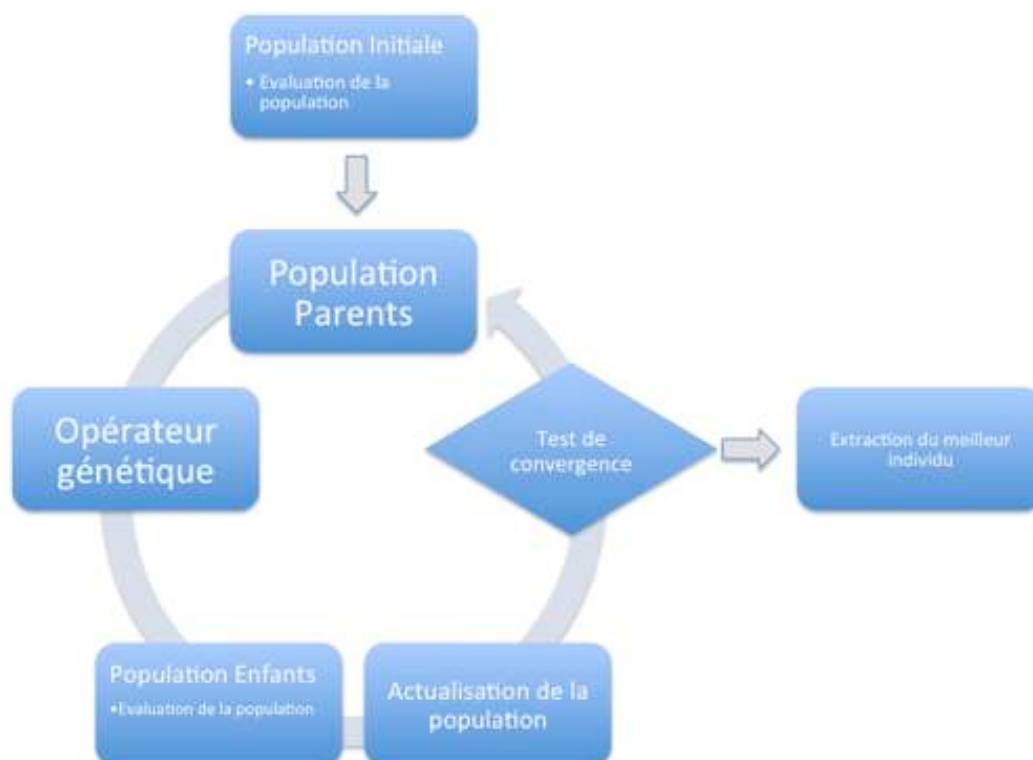 Population Initiale
• Evaluation de la
population
Population
Parents
Opérateur
génétique
Test de
convergence
Extraction du meilleur
individu
Population Enfants
•Evaluation de la population
Actualisation de la
population